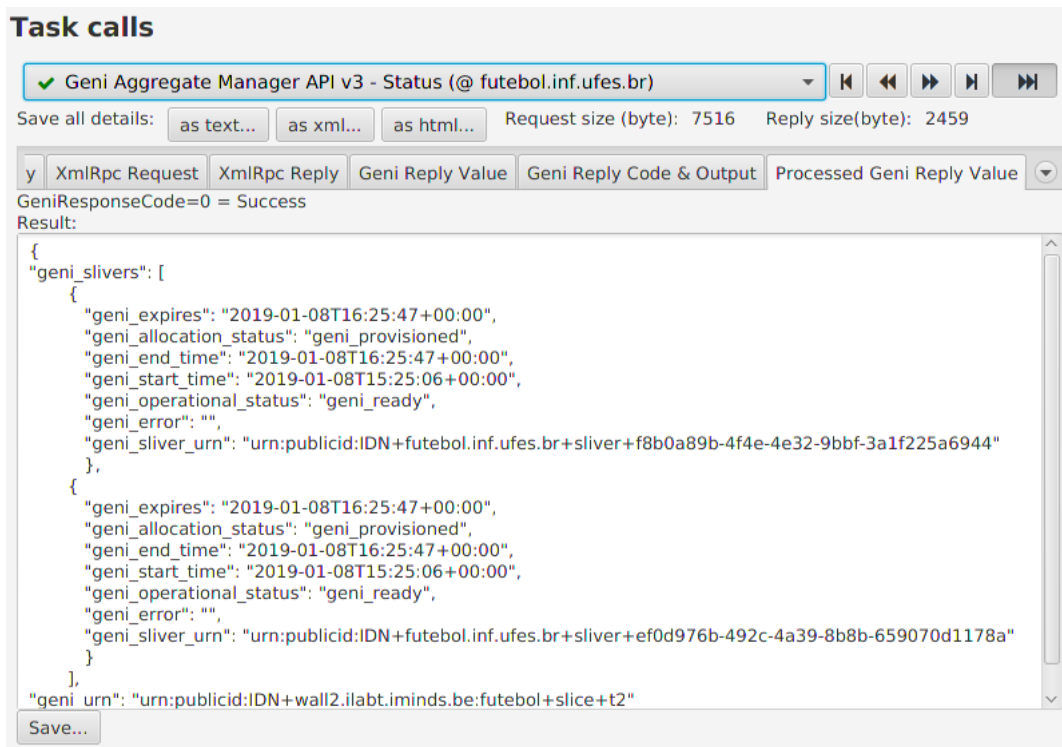 Task calls
Geni Aggregate Manager API v3 - Status (@ futebol.inf.ufes.br)
Save all details: as text... as xml... as html... Request size (byte): 7516 Reply size(byte): 2459
y XmlRpc Request XmlRpc Reply Geni Reply Value Geni Reply Code & Output Processed Geni Reply Value
GeniResponseCode=0 = Success
Result:
{
"geni_slivers": [
{
"geni_expires": "2019-01-08T16:25:47+00:00",
"geni_allocation_status": "geni_provisioned",
"geni_end_time": "2019-01-08T16:25:47+00:00",
"geni_start_time": "2019-01-08T15:25:06+00:00",
"geni_operational_status": "geni_ready",
"geni_error": "",
"geni_sliver_urn": "urn:publicid:IDN+futebol.inf.ufes.br+sliver+f8b0a89b-4f4e-4e32-9bbf-3a1f225a6944"
},
{
"geni_expires": "2019-01-08T16:25:47+00:00",
"geni_allocation_status": "geni_provisioned",
"geni_end_time": "2019-01-08T16:25:47+00:00",
"geni_start_time": "2019-01-08T15:25:06+00:00",
"geni_operational_status": "geni_ready",
"geni_error": "",
"geni_sliver_urn": "urn:publicid:IDN+futebol.inf.ufes.br+sliver+ef0d976b-492c-4a39-8b8b-659070d1178a"
}
],
"geni_urn": "urn:publicid:IDN+wall2.ilabt.iminds.be:futebol+slice+t2"
Save...